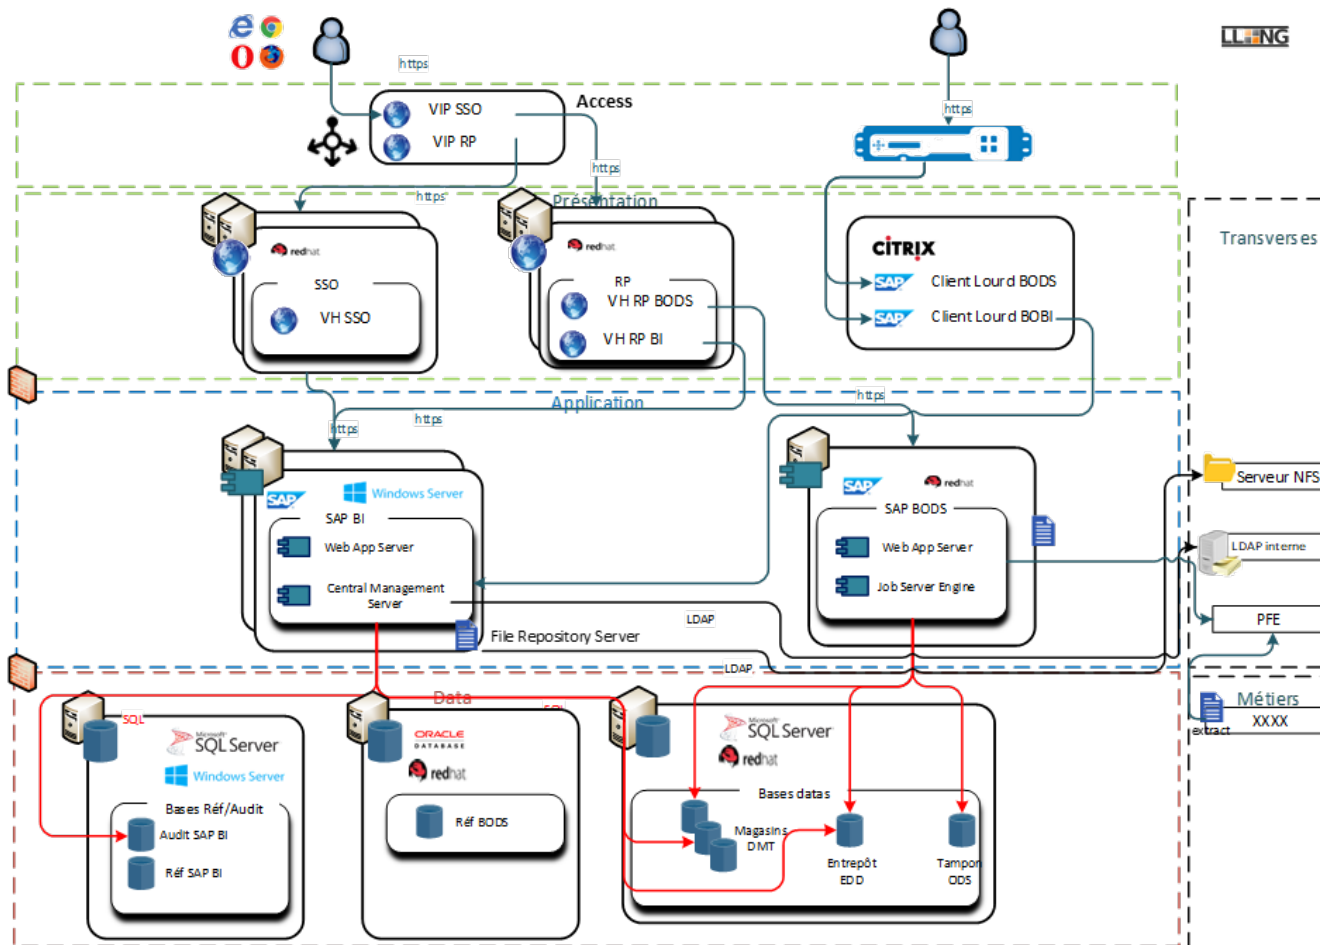 LL::NG
https
Access
VIP SSO
VIP RP
https
https
https
Présentation
redhat
SSO
VH SSO
redhat
RP
VH RP BODS
VH RP BI
CİTRIX
SAP
Client Lourd BODS
SAP
Client Lourd BOBI
Transverses
Application
https
https
https
SAP
Windows Server
SAP BI
Web App Server
Central Management
Server
File Repository Server
SAP
redhat
SAP BODS
Web App Server
Job Server Engine
Serveur NFS
LDAP interne
PFE
LDAP
LDAP
Data
SQL
SQL
Microsoft
SQL Server
Windows Server
Bases Réf/Audit
Audit SAP BI
Réf SAP BI
ORACLE
DATABASE
redhat
Réf BODS
Microsoft
SQL Server
redhat
Bases datas
Magasins
DMT
Entrepôt
EDD
Tampon
ODS
Métiers
XXXX
extract